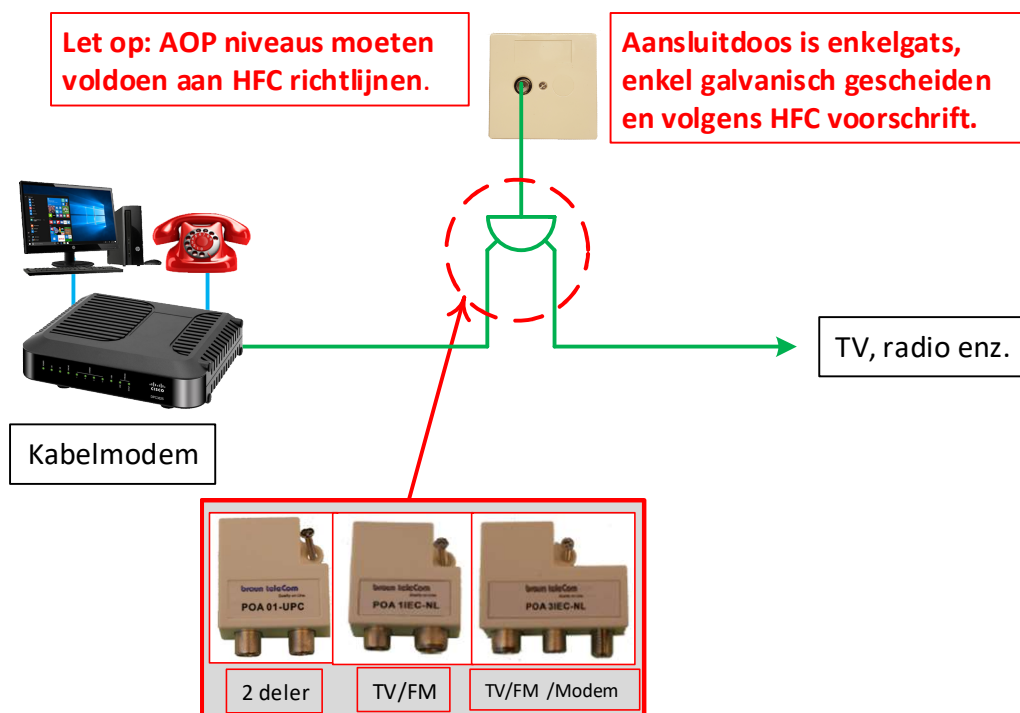 Let op: AOP niveaus moeten
voldoen aan HFC richtlijnen.
Aansluitdoos is enkelgats,
enkel galvanisch gescheiden
en volgens HFC voorschrift.
CISCO
TV, radio enz.
Kabelmodem
braun teleCom
POA 01-UPC
braun teleCom
POA 1IEC-NL
braun teleCom
POA 3IEC-NL
2 deler
TV/FM
TV/FM /Modem